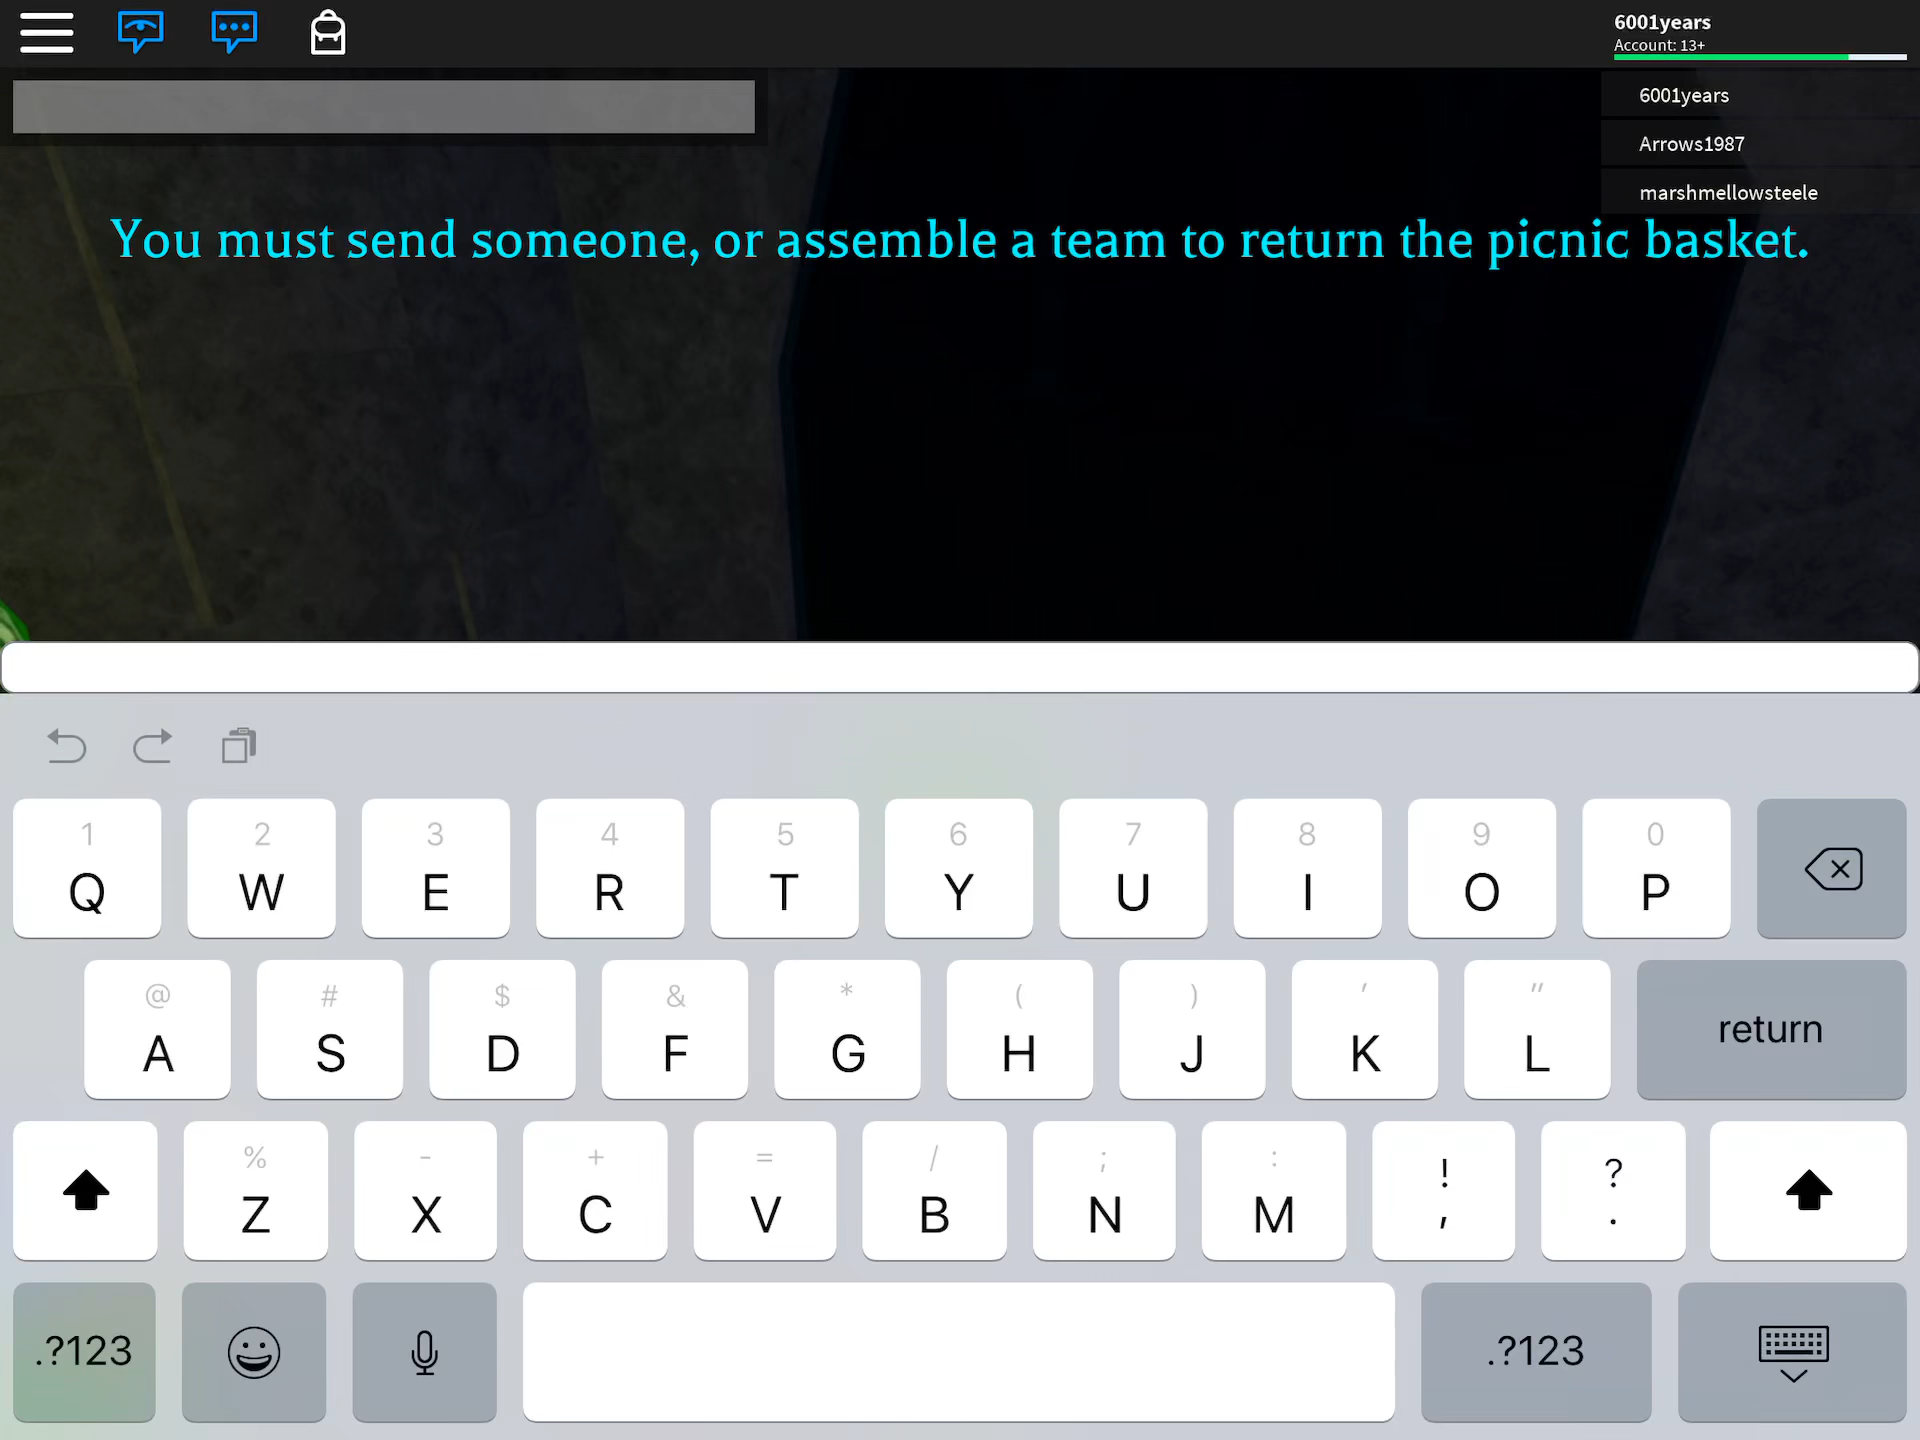 6001years
Account: 13+
6001years
Arrows1987
marshmellowsteele
You must send someone, or assemble a team to return the picnic basket.
1 2 3 4 5 6 7 8 9 0
Q W E R T Y U I O P
@ # $ & * ( ) ' "
A S D F G H J K L return
% - + = / ; : ! ?
Z X C V B N M , .
.?123 .?123